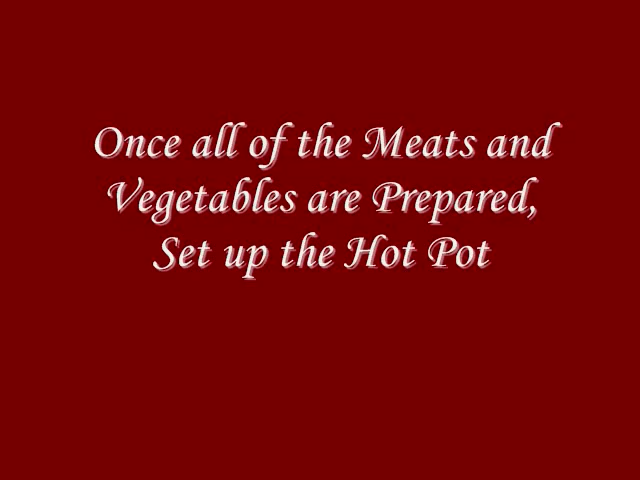 Once all of the Meats and
Vegetables are Prepared,
Set up the Hot Pot